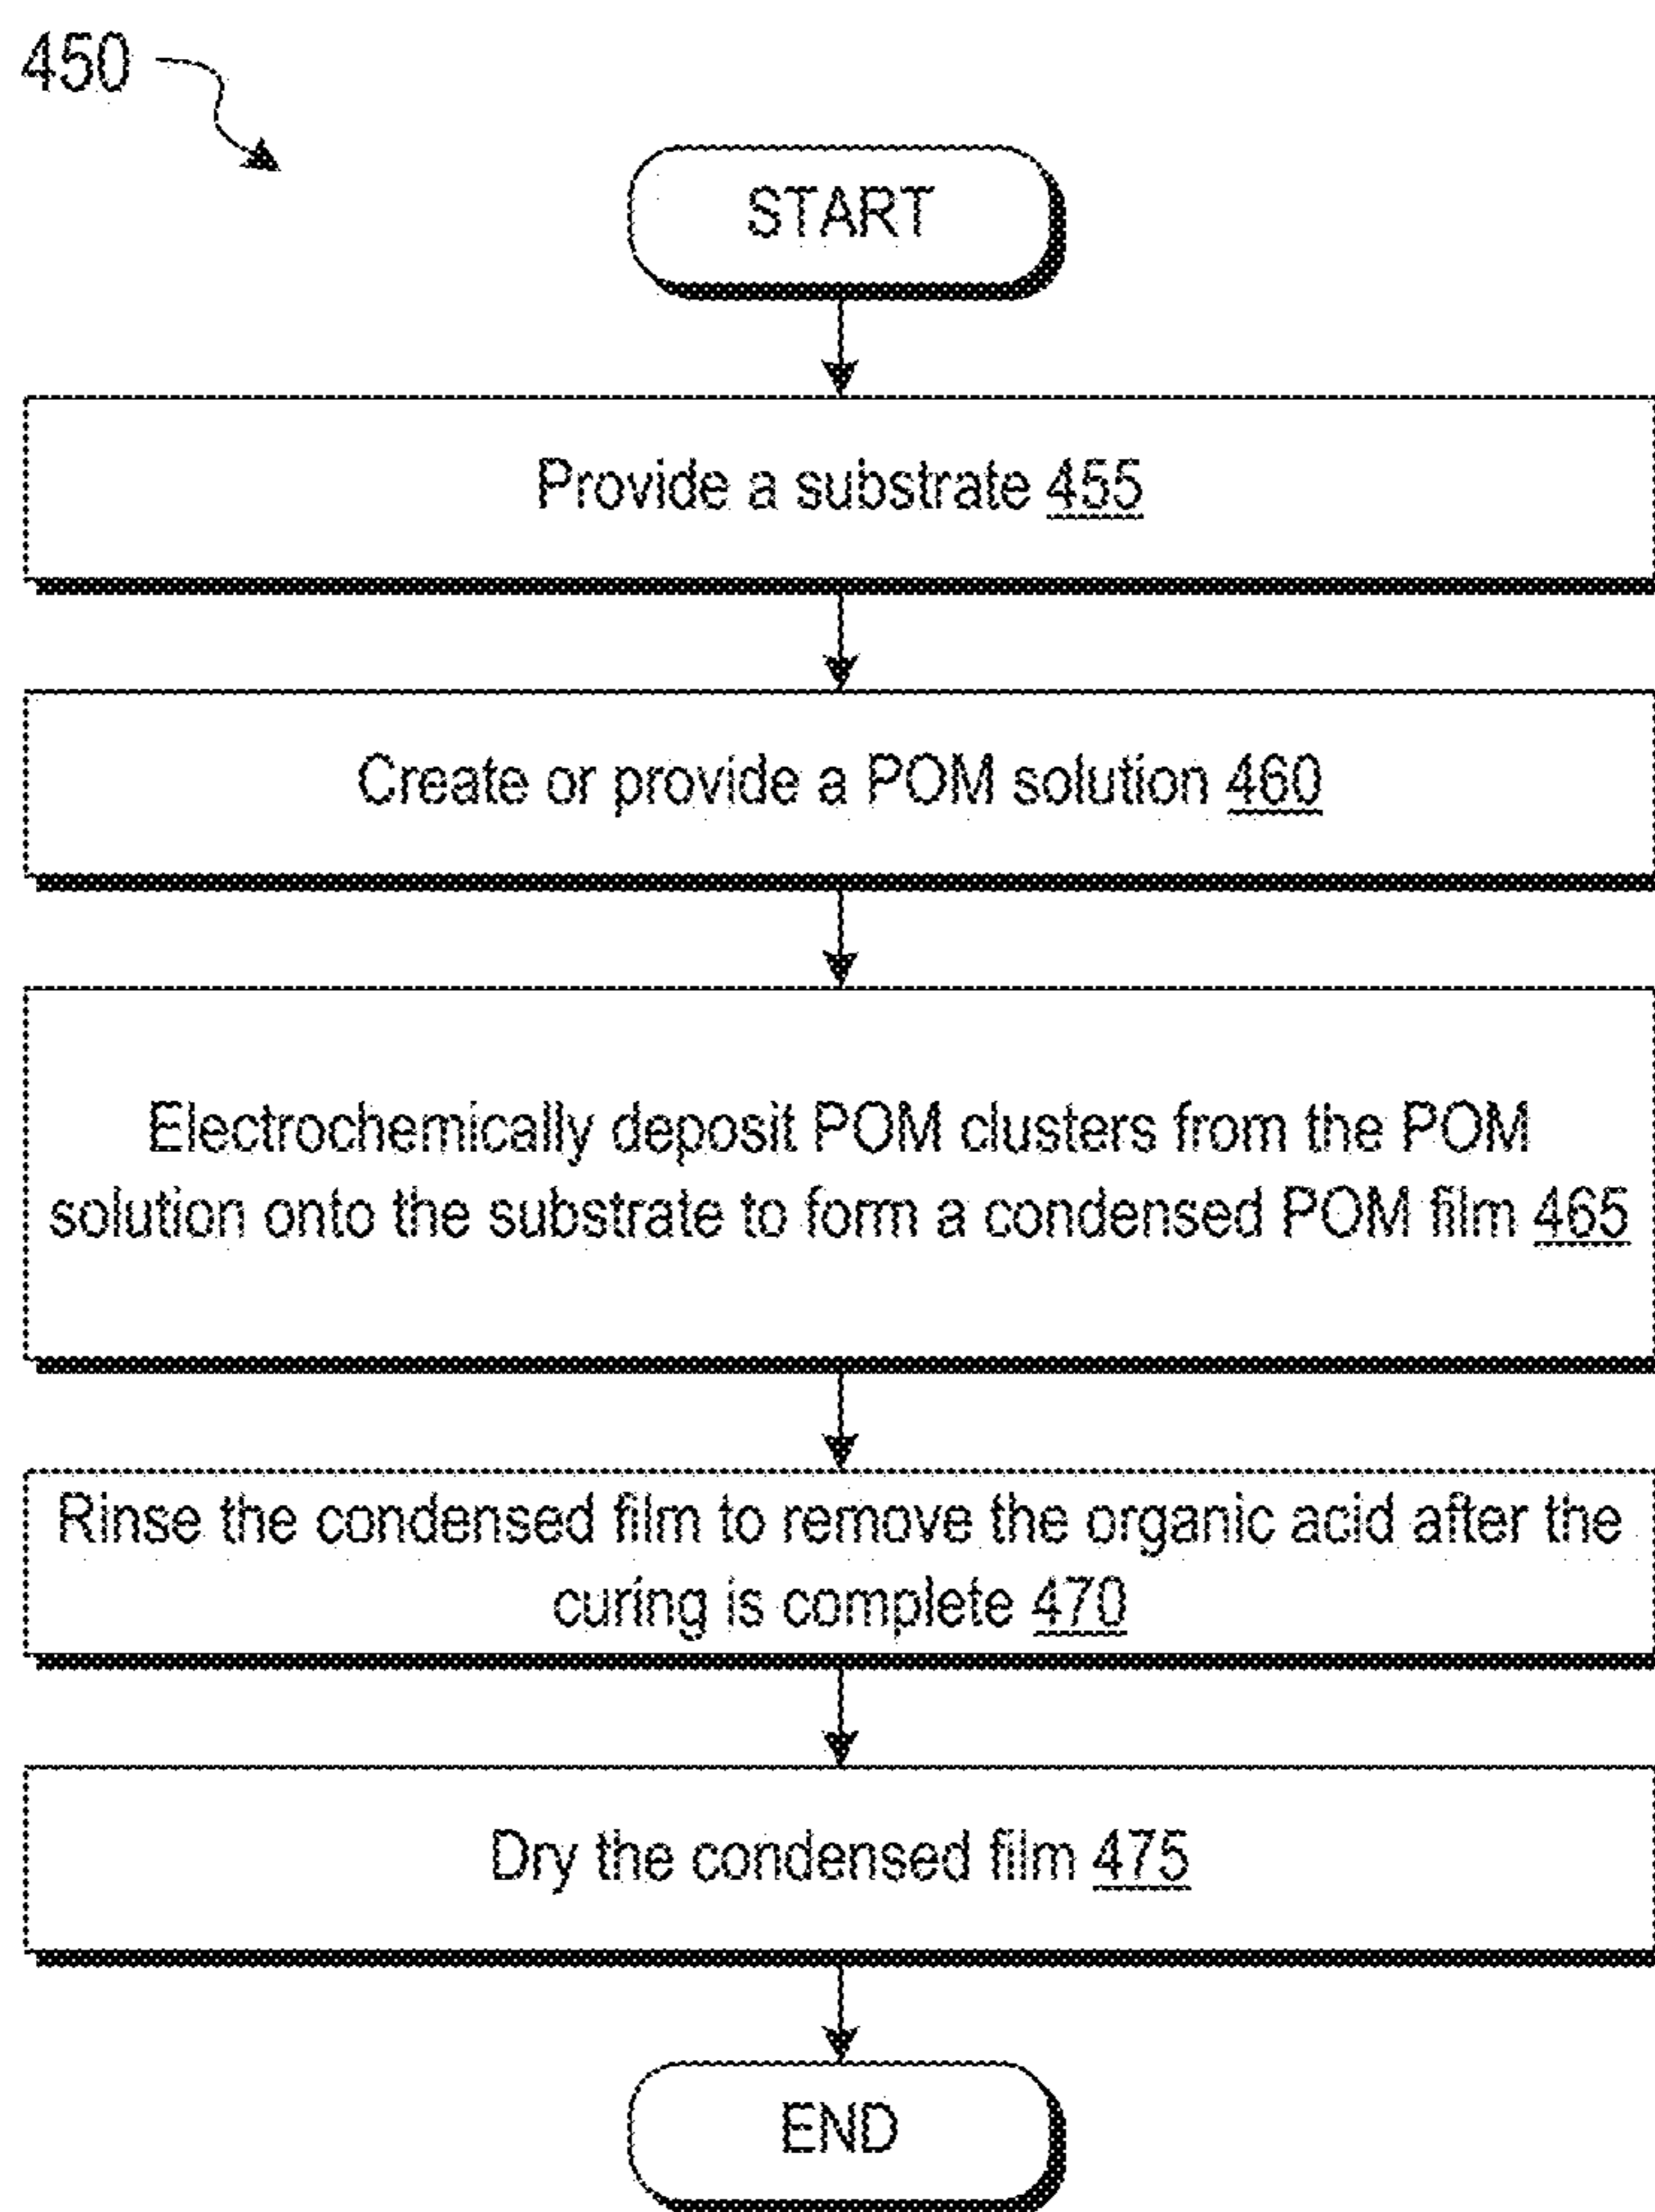 450
START
Provide a substrate 455
Create or provide a POM solution 460
Electrochemically deposit POM clusters from the POM
solution onto the substrate to form a condensed POM film 465
Rinse the condensed film to remove the organic acid after the
curing is complete 470
Dry the condensed film 475
END